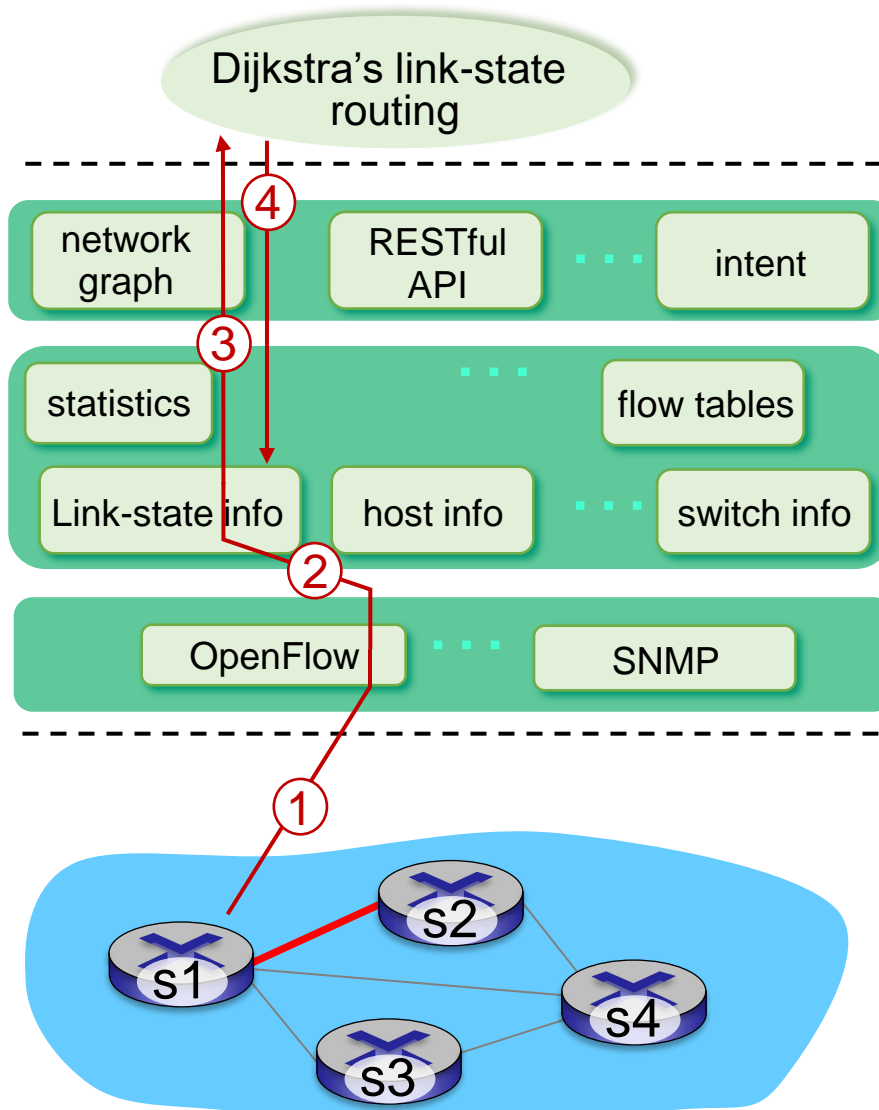 Dijkstra's link-state
routing
4
network
graph
RESTful
API
intent
3
statistics
flow tables
Link-state info
host info
switch info
2
OpenFlow
SNMP
1
s2
s1
s4
s3